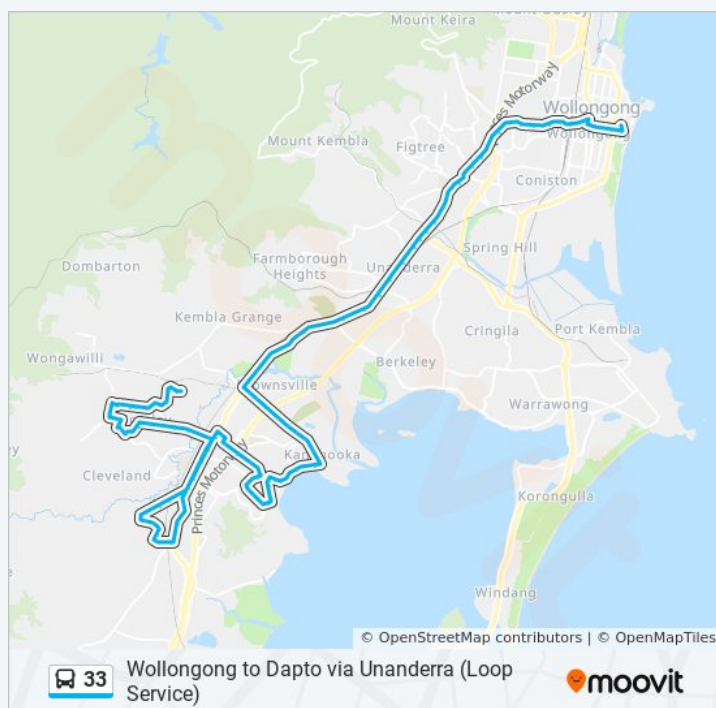 Mount Keira
Princes Motorway
Wollongong
Mount Kembla
Figtree
Coniston
Spring Hill
Dombarton
Farmborough
Heights
Unanderra
Kembla Grange
Cringila
Port Kembla
Wongawilli
Berkeley
Warrawong
Cleveland
Princes Motorway
Korongulla
Windang
© OpenStreetMap contributors | © OpenMapTiles
33
Wollongong to Dapto via Unanderra (Loop
Service)
moovit